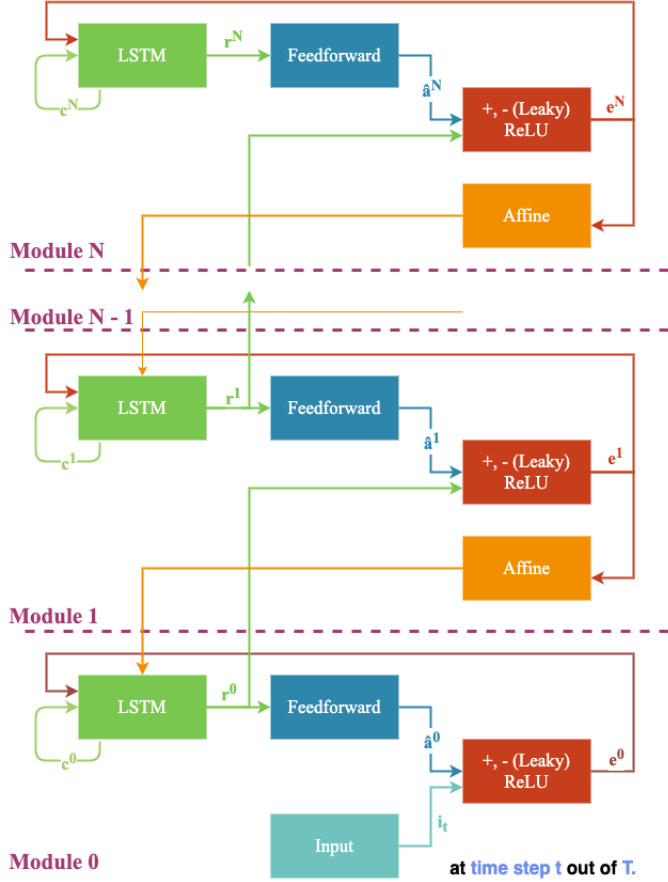 LSTM
r^N
Feedforward
â^N
c^N
+, - (Leaky)
ReLU
e^N
Affine
Module N
Module N - 1
LSTM
r^1
Feedforward
â^1
c^1
+, - (Leaky)
ReLU
e^1
Affine
Module 1
LSTM
r^0
Feedforward
â^0
c^0
+, - (Leaky)
ReLU
e^0
i_t
Input
Module 0
at time step t out of T.